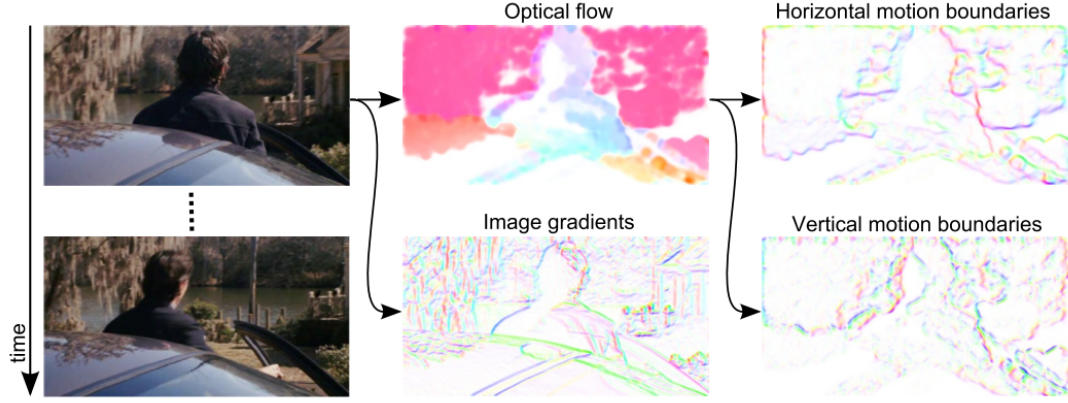 Optical flow
Horizontal motion boundaries
Image gradients
Vertical motion boundaries
time